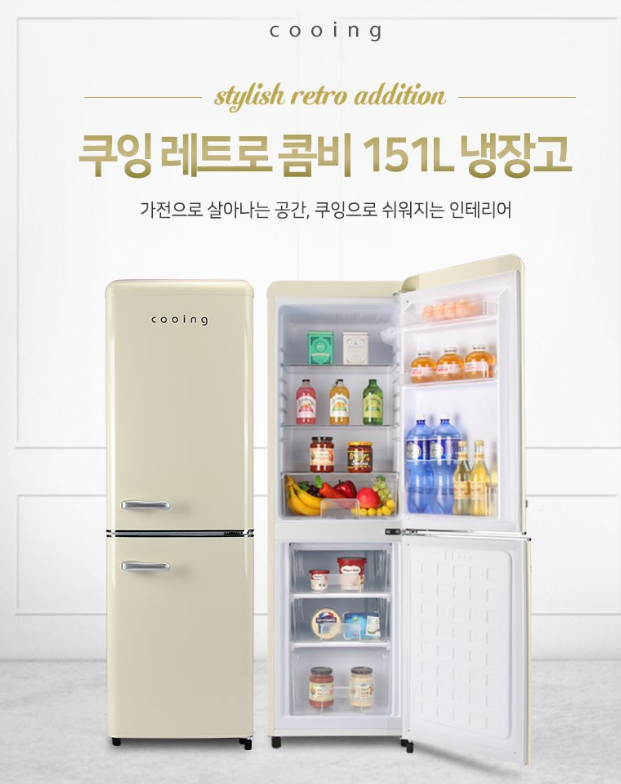 cooing
stylish retro addition
쿠잉 레트로 콤비 151L 냉장고
가전으로 살아나는 공간, 쿠잉으로 쉬워지는 인테리어
cooing